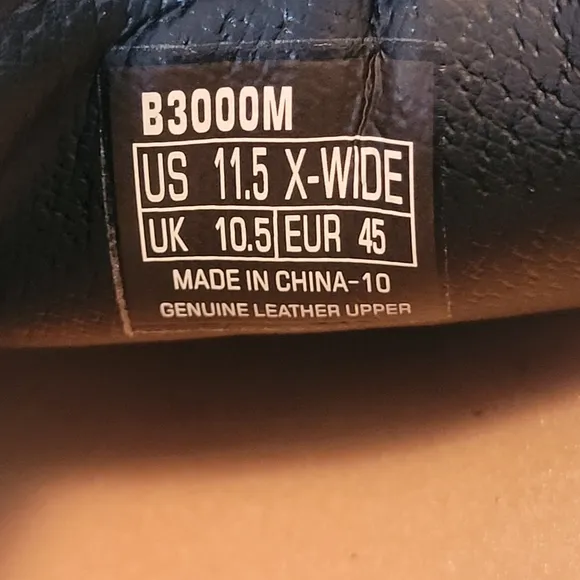 B3000M
US 11.5 X-WIDE
UK 10.5 EUR 45
MADE IN CHINA-10
GENUINE LEATHER UPPER